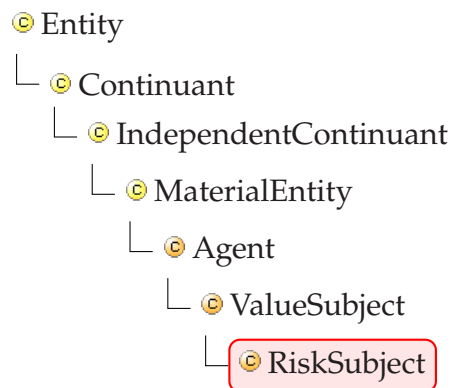 © Entity
© Continuant
© IndependentContinuant
© MaterialEntity
© Agent
© ValueSubject
© RiskSubject